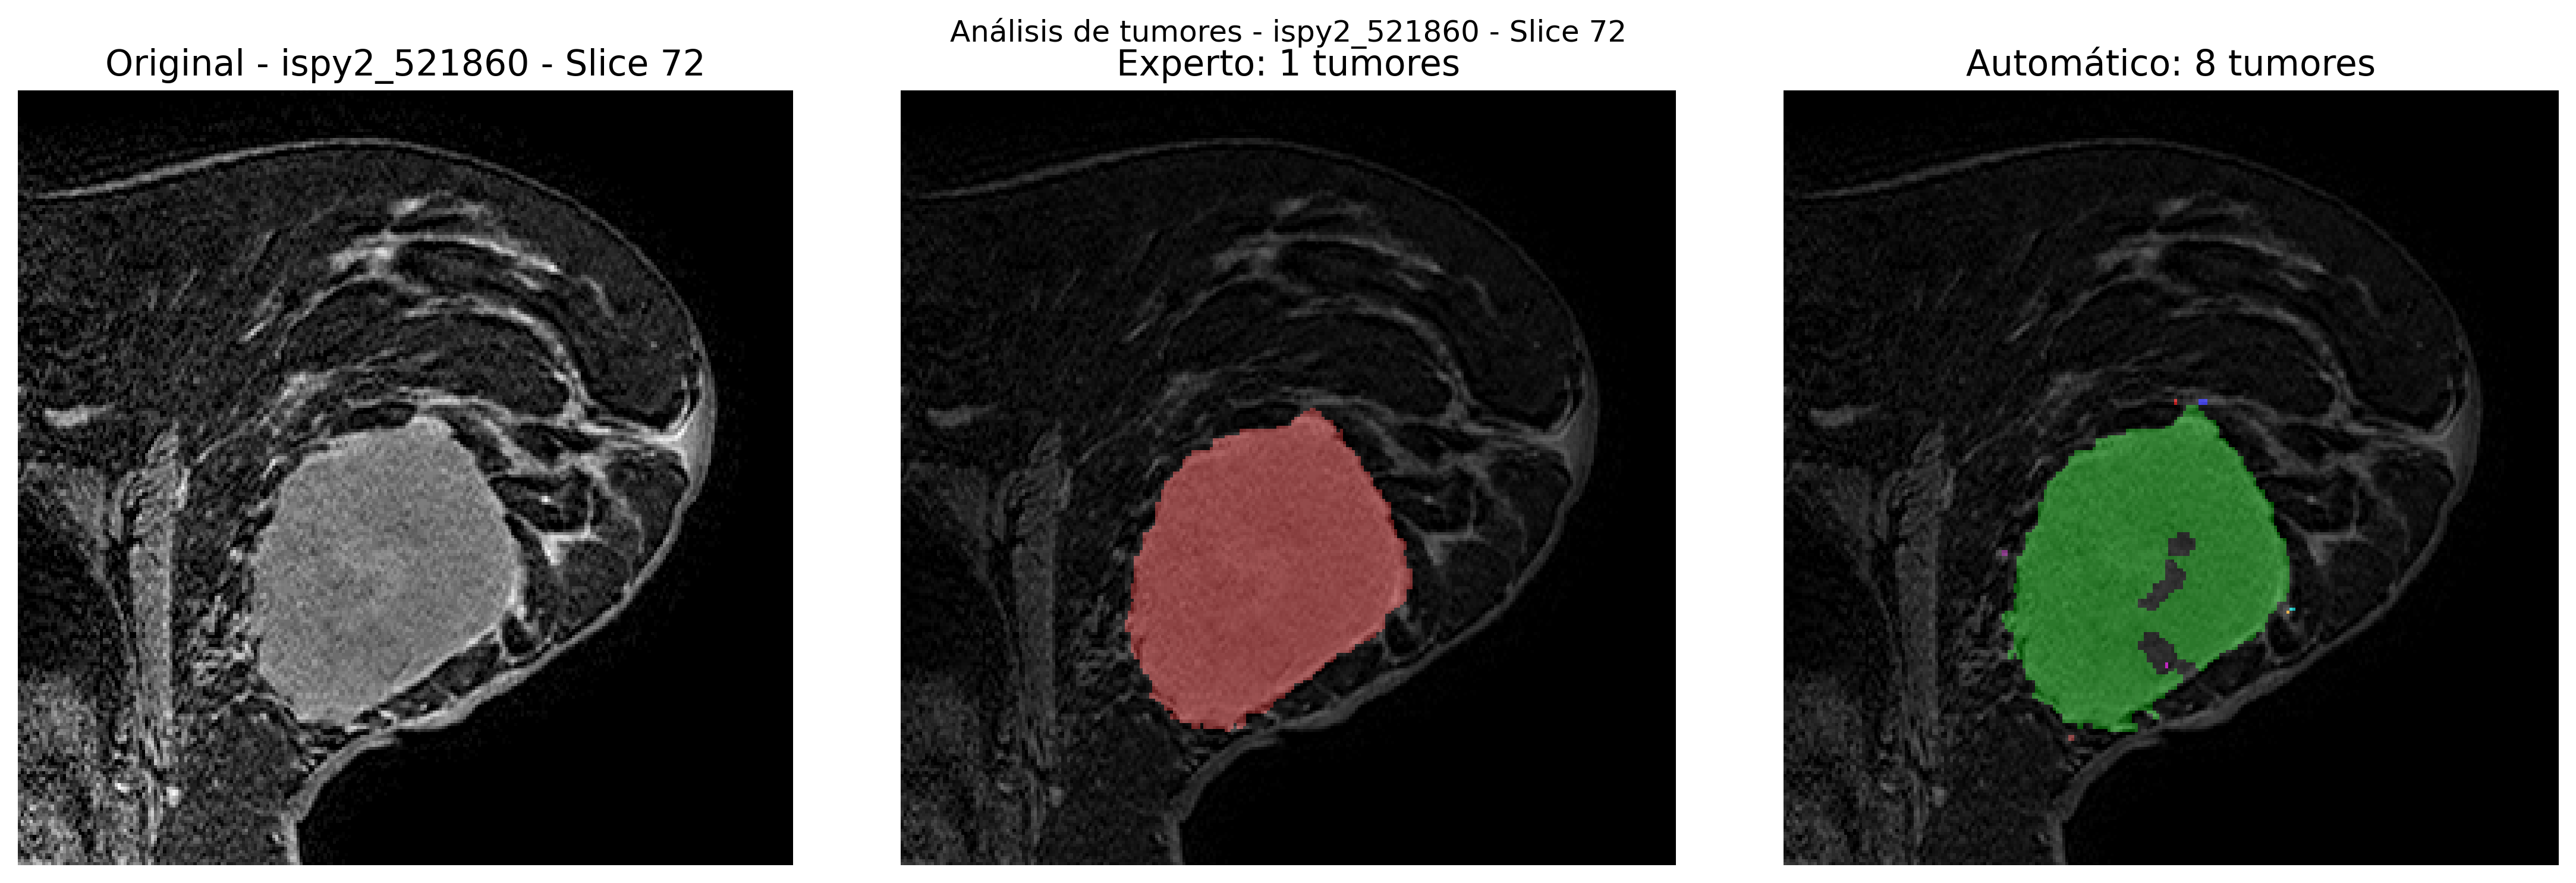 Análisis de tumores - ispy2_521860 - Slice 72
Original - ispy2_521860 - Slice 72
Experto: 1 tumores
Automático: 8 tumores